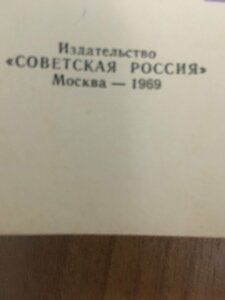 Издательство
«СОВЕТСКАЯ РОССИЯ»
Москва — 1969